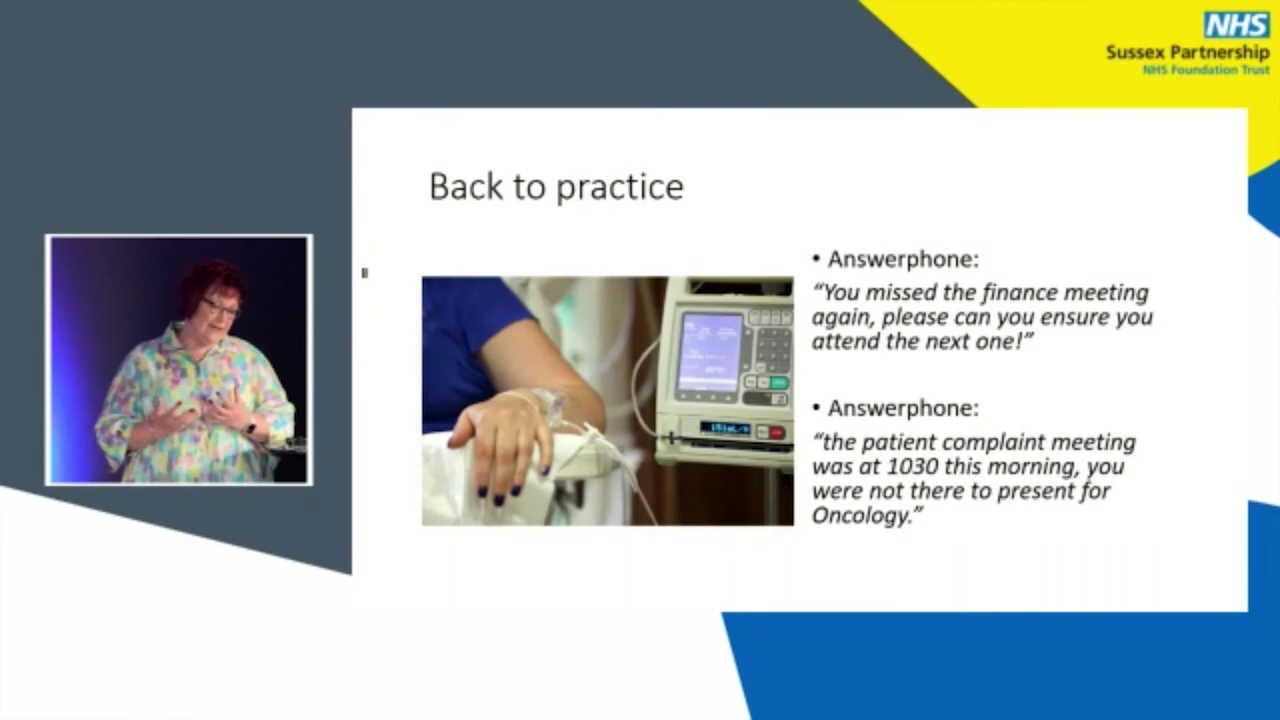 NHS
Sussex Partnership
NHS Foundation Trust
Back to practice
• Answerphone:
“You missed the finance meeting
again, please can you ensure you
attend the next one!”
• Answerphone:
“the patient complaint meeting
was at 1030 this morning, you
were not there to present for
Oncology.”